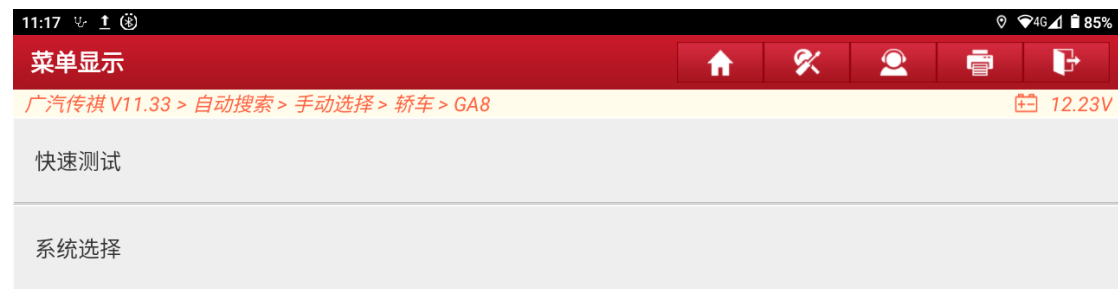 11:17 4G 85%
菜单显示
广汽传祺 V11.33 > 自动搜索 > 手动选择 > 轿车 > GA8 12.23V
快速测试
系统选择